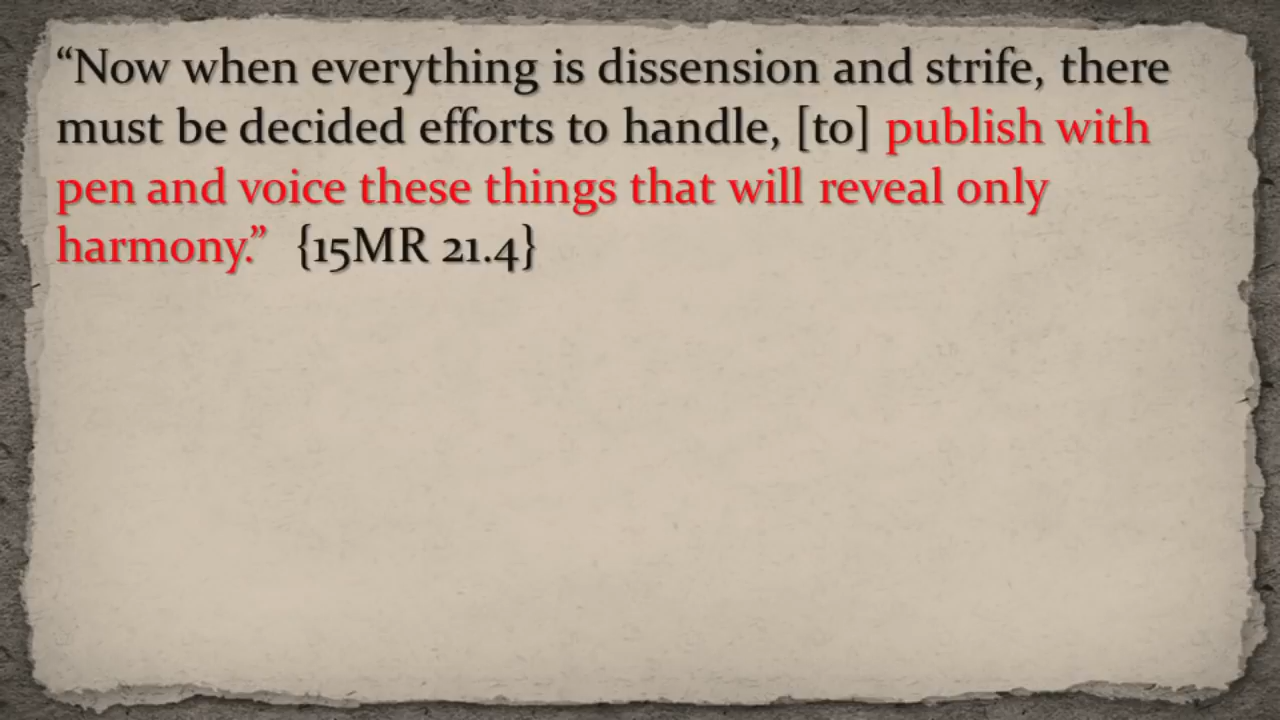 “Now when everything is dissension and strife, there
must be decided efforts to handle, [to] publish with
pen and voice these things that will reveal only
harmony.” {15MR 21.4}